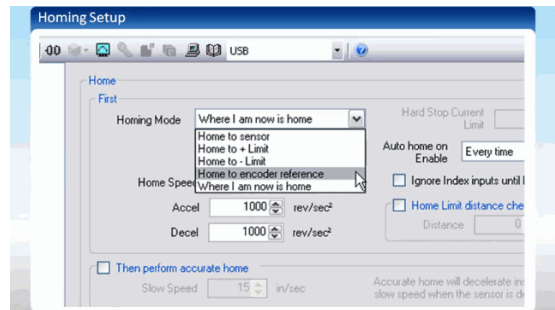 Homing Setup
USB
Home
First
Homing Mode Where I am now is home
Hard Stop Current Limit
Home to sensor
Home to + Limit
Home to - Limit
Home to encoder reference
Where I am now is home
Auto home on Enable Every time
Home Spee
Ignore Index inputs until
Accel 1000 rev/sec²
Home Limit distance che
Decel 1000 rev/sec²
Distance 0
Then perform accurate home
Slow Speed 15 in/sec
Accurate home will decelerate
slow speed when the sensor is